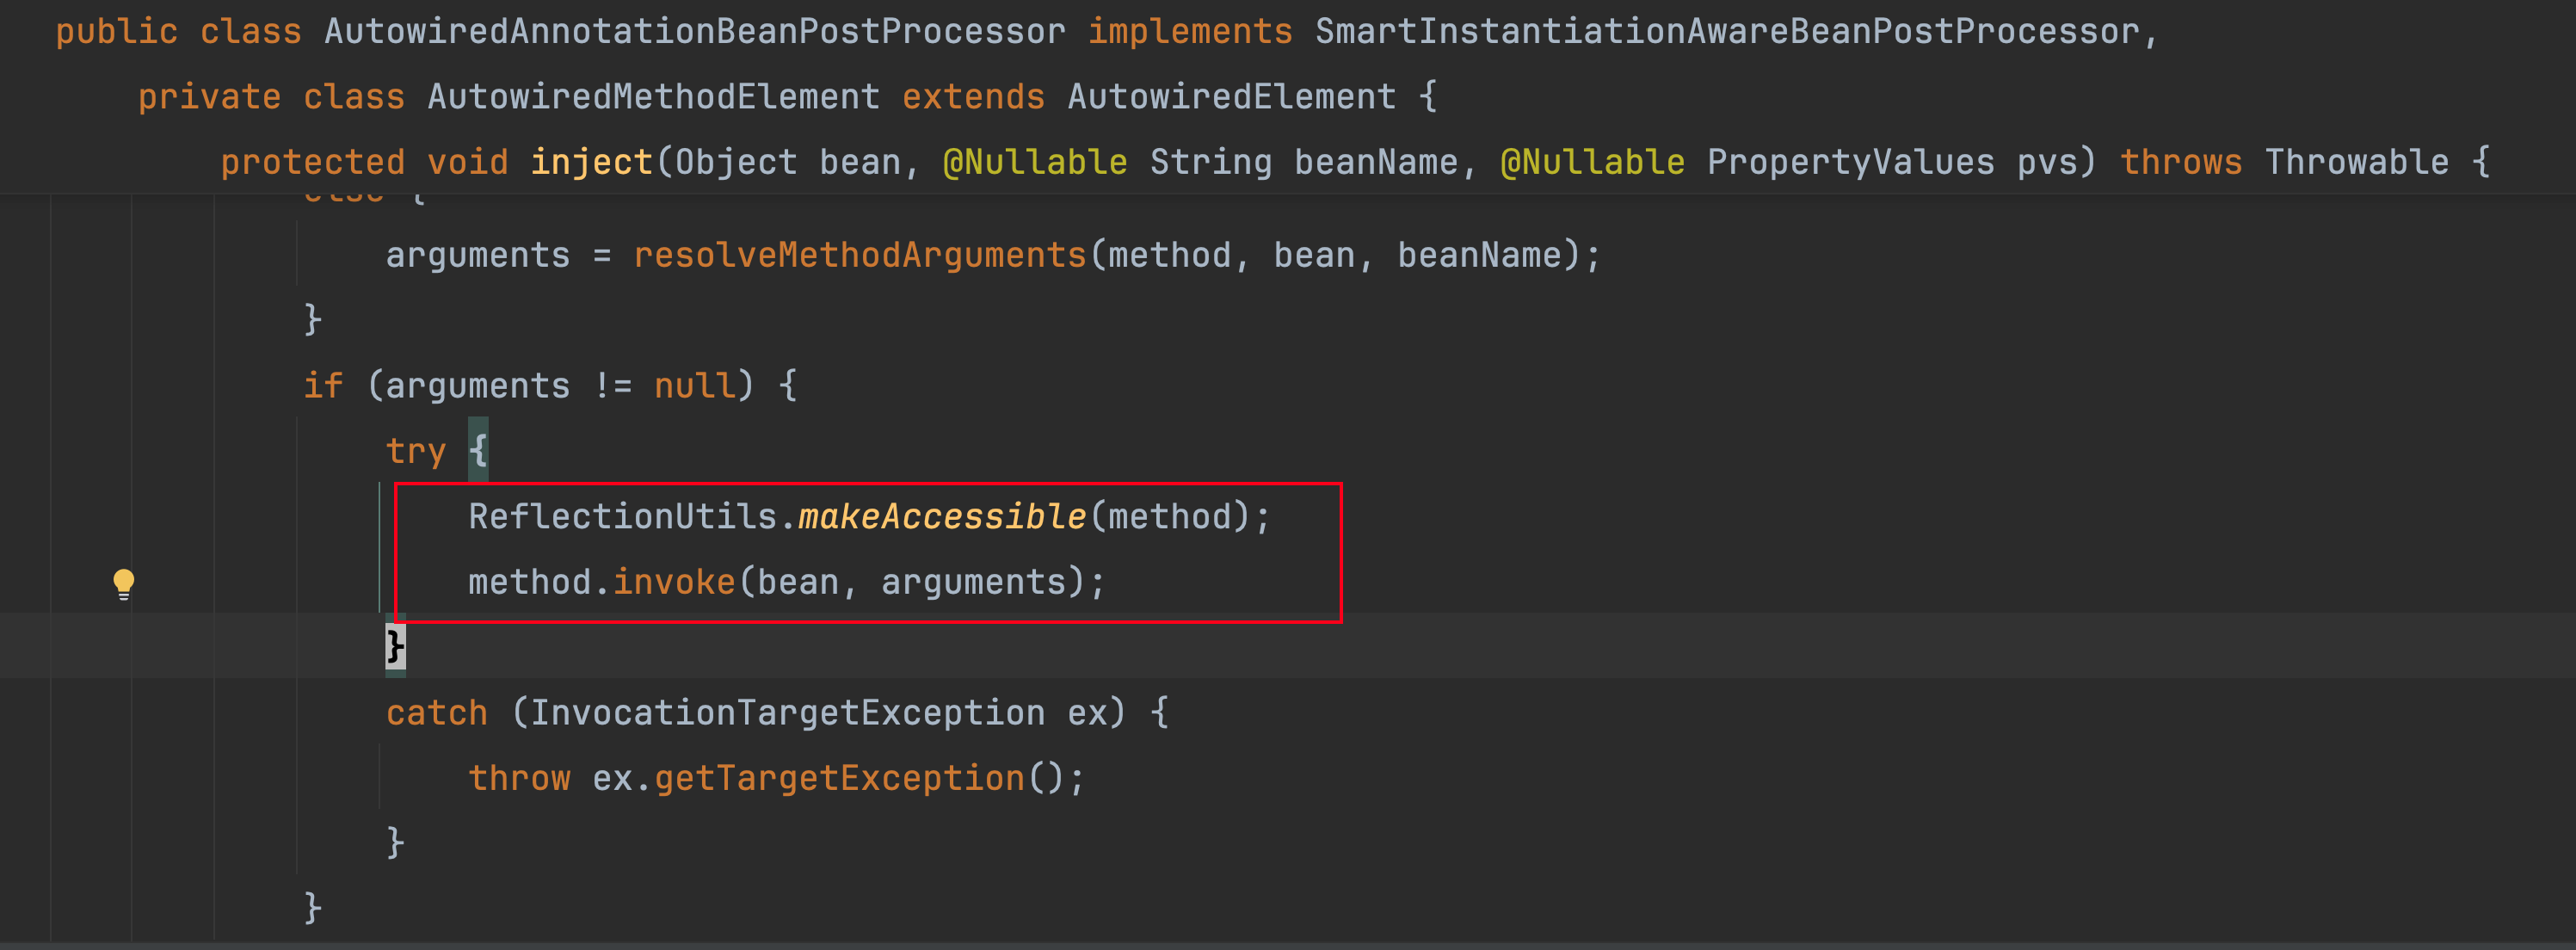 public class AutowiredAnnotationBeanPostProcessor implements SmartInstantiationAwareBeanPostProcessor,
private class AutowiredMethodElement extends AutowiredElement {
protected void inject(Object bean, @Nullable String beanName, @Nullable PropertyValues pvs) throws Throwable {
else {
arguments = resolveMethodArguments(method, bean, beanName);
}
if (arguments != null) {
try {
ReflectionUtils.makeAccessible(method);
method.invoke(bean, arguments);
}
catch (InvocationTargetException ex) {
throw ex.getTargetException();
}
}